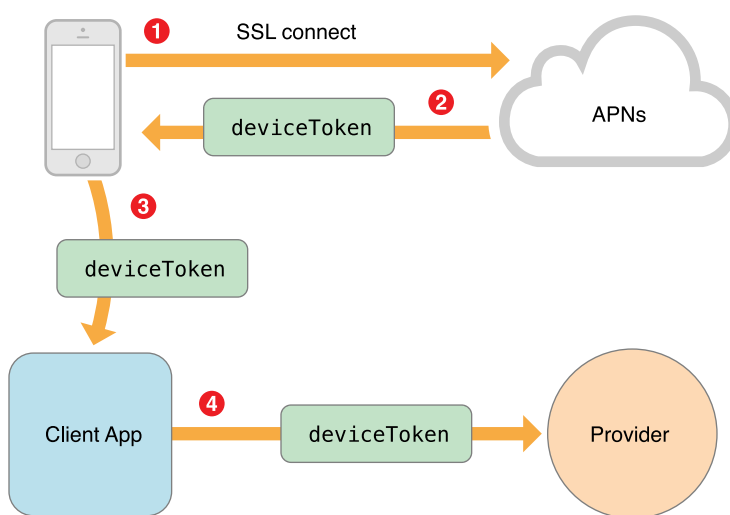 1
SSL connect
2
deviceToken
APNs
3
deviceToken
Client App
4
deviceToken
Provider